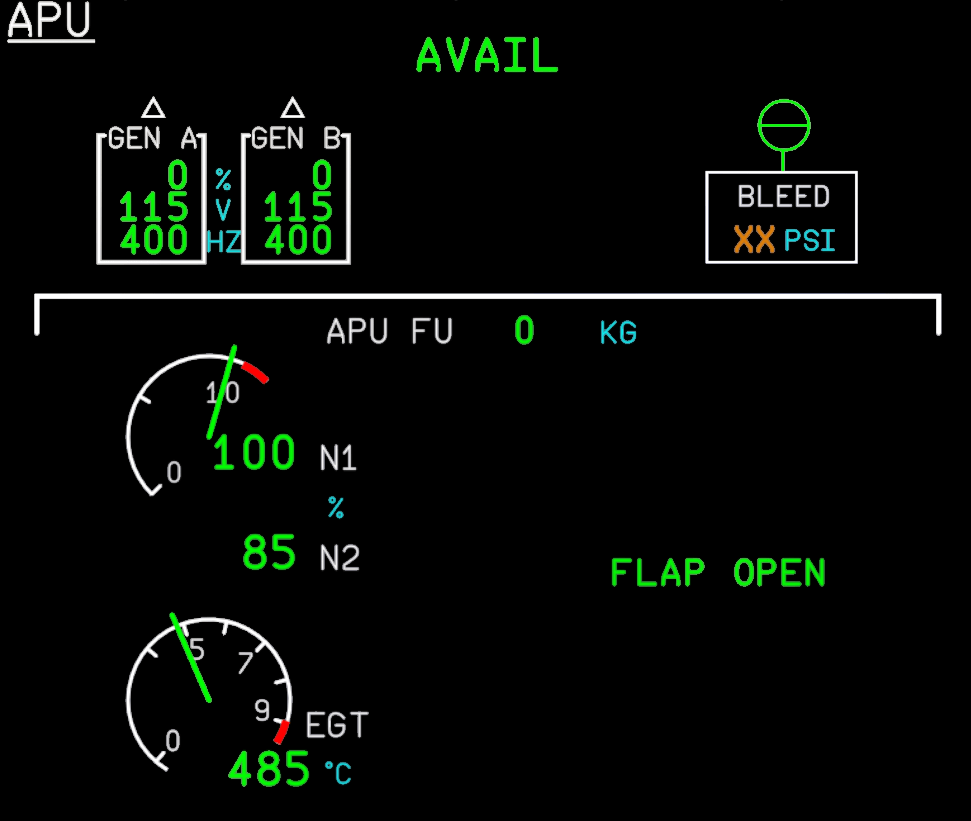 APU
AVAIL
GEN A GEN B
0 % 0
115 V 115
400 HZ 400
BLEED
XX PSI
APU FU 0 KG
10
0
100 N1
%
85 N2
FLAP OPEN
5
7
9
0
EGT
485 °C